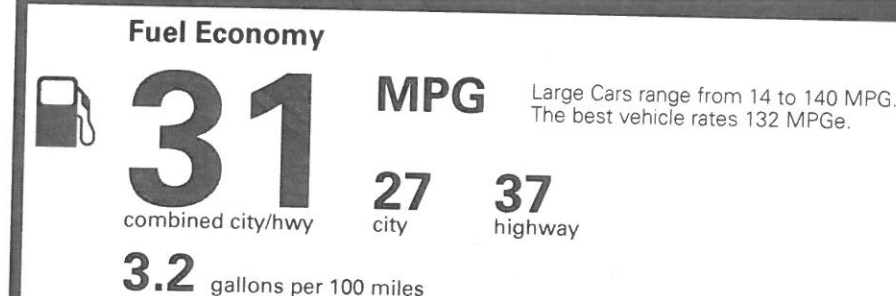 Fuel Economy
31 MPG
Large Cars range from 14 to 140 MPG.
The best vehicle rates 132 MPGe.
combined city/hwy
27
city
37
highway
3.2 gallons per 100 miles